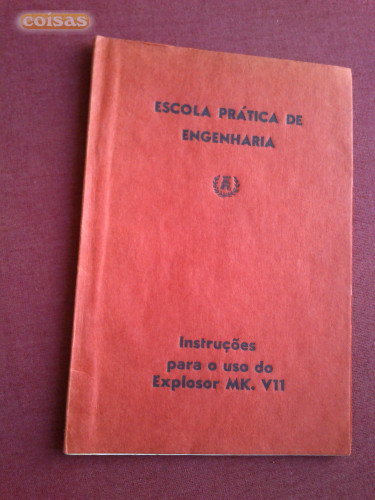 coisas
ESCOLA PRÁTICA DE
ENGENHARIA
Instruções
para o uso do
Explosor MK. V11